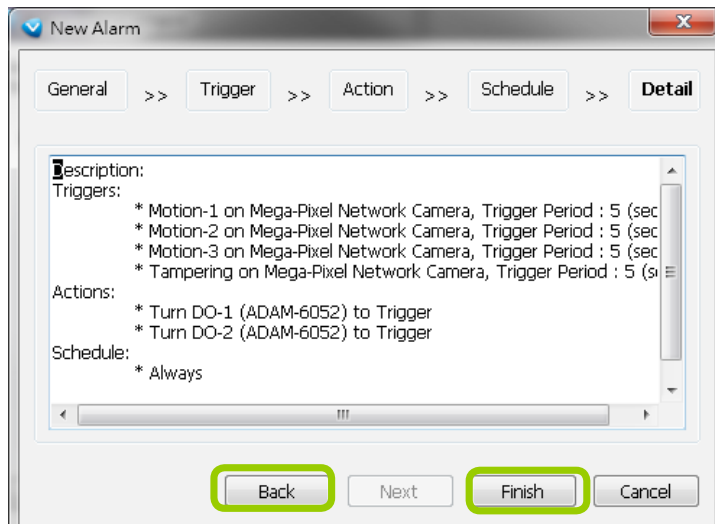 New Alarm
General >> Trigger >> Action >> Schedule >> Detail
Description:
Triggers:
* Motion-1 on Mega-Pixel Network Camera, Trigger Period : 5 (sec
* Motion-2 on Mega-Pixel Network Camera, Trigger Period : 5 (sec
* Motion-3 on Mega-Pixel Network Camera, Trigger Period : 5 (sec
* Tampering on Mega-Pixel Network Camera, Trigger Period : 5 (s
Actions:
* Turn DO-1 (ADAM-6052) to Trigger
* Turn DO-2 (ADAM-6052) to Trigger
Schedule:
* Always
Back Next Finish Cancel